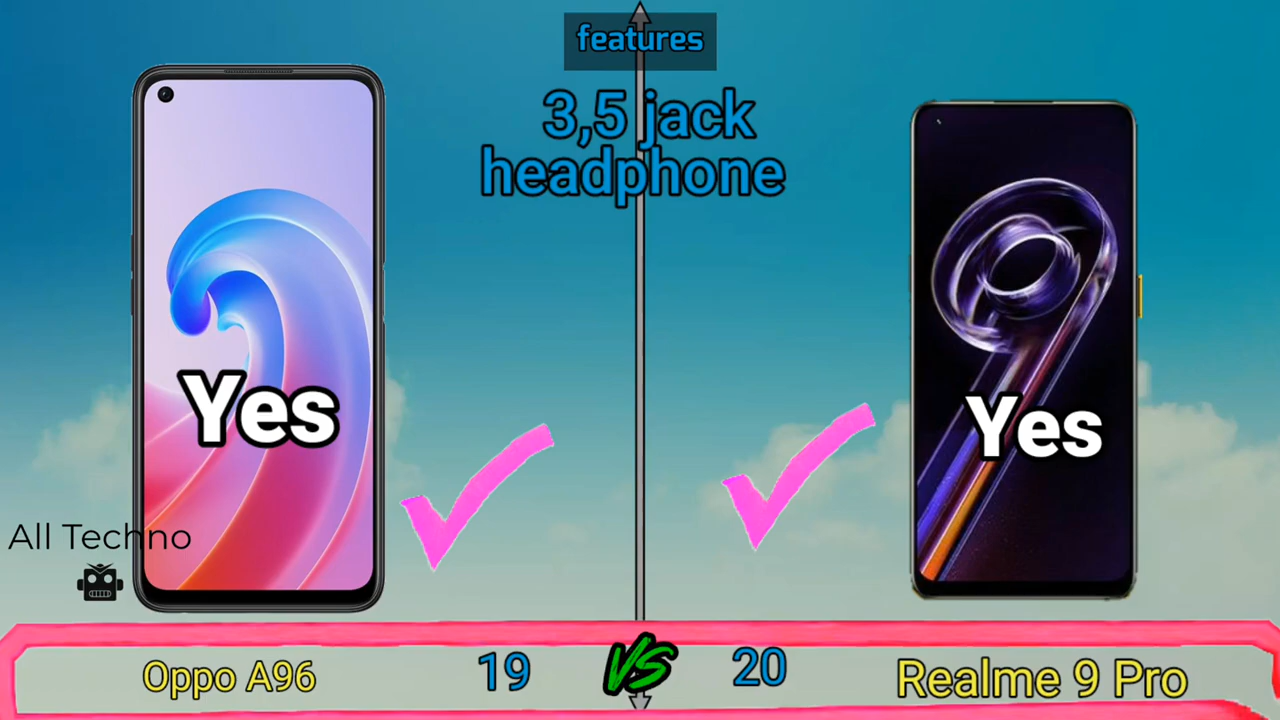 features
3,5 jack
headphone
Yes
Yes
All Techno
Oppo A96
19
VS
20
Realme 9 Pro